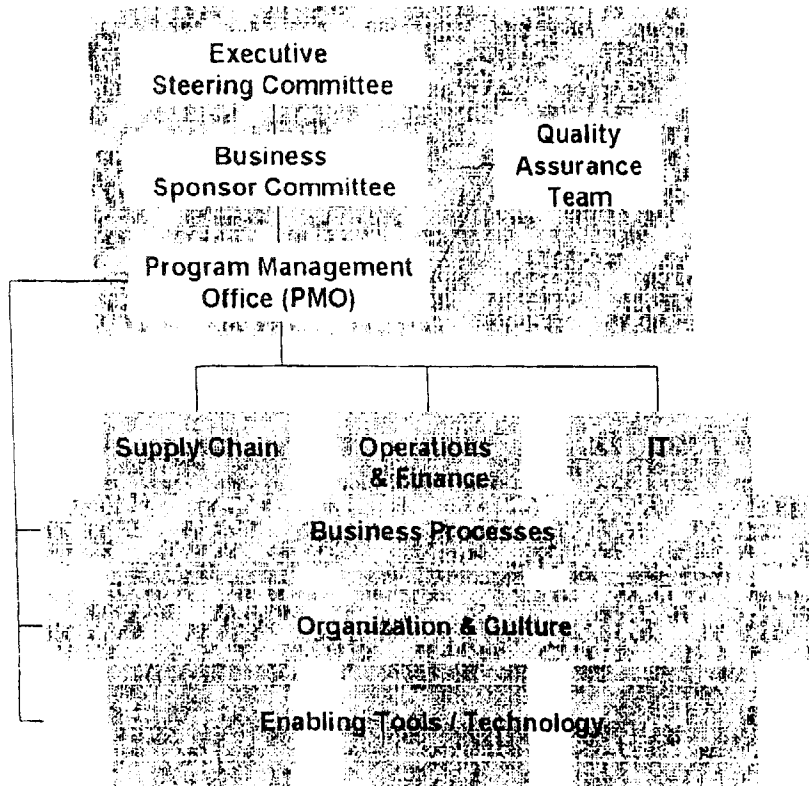 Executive
Steering Committee
Business
Sponsor Committee
Quality
Assurance
Team
Program Management
Office (PMO)
Supply Chain
Operations
& Finance
IT
Business Processes
Organization & Culture
Enabling Tools / Technology